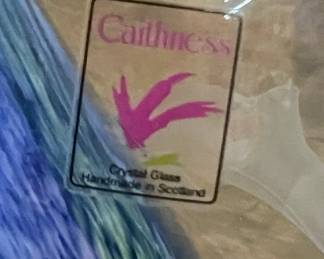 Caithness
Crystal Glass
Handmade in Scotland